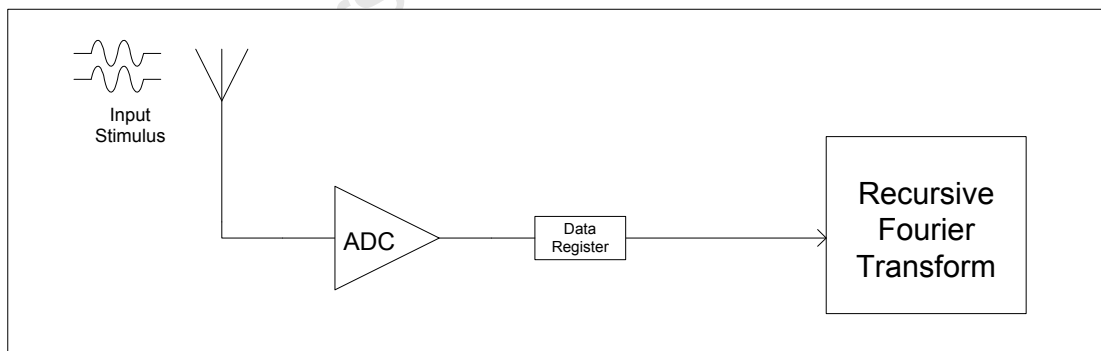 Input
Stimulus
ADC
Data
Register
Recursive
Fourier
Transform